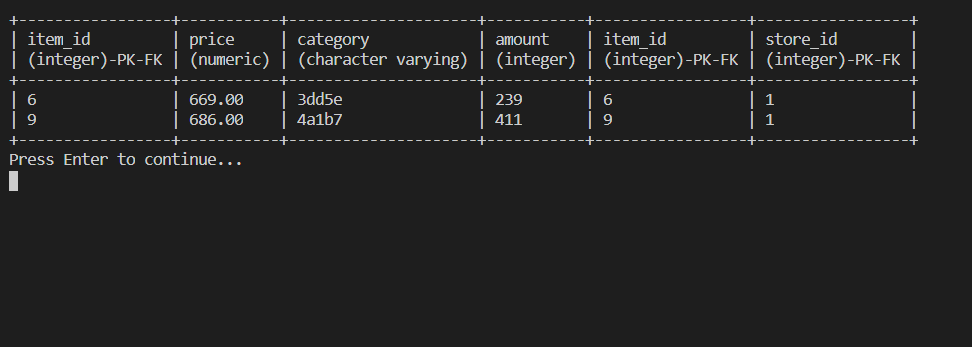 +-----------------+-----------+---------------------+-----------+-----------------+-----------------+
| item_id | price | category | amount | item_id | store_id |
| (integer)-PK-FK | (numeric) | (character varying) | (integer) | (integer)-PK-FK | (integer)-PK-FK |
+-----------------+-----------+---------------------+-----------+-----------------+-----------------+
| 6 | 669.00 | 3dd5e | 239 | 6 | 1 |
| 9 | 686.00 | 4a1b7 | 411 | 9 | 1 |
+-----------------+-----------+---------------------+-----------+-----------------+-----------------+
Press Enter to continue...